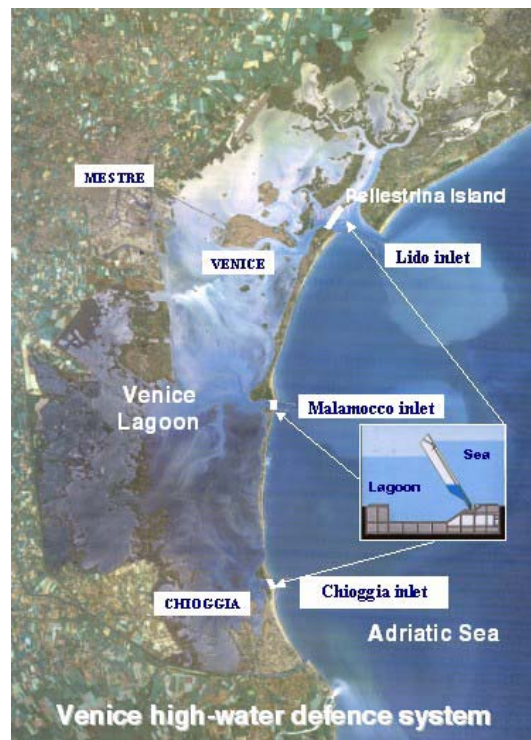 MESTRE
Pellestrina Island
VENICE
Lido inlet
Venice
Lagoon
Malamocco inlet
Sea
Lagoon
CHIOGGIA
Chioggia inlet
Adriatic Sea
Venice high-water defence system